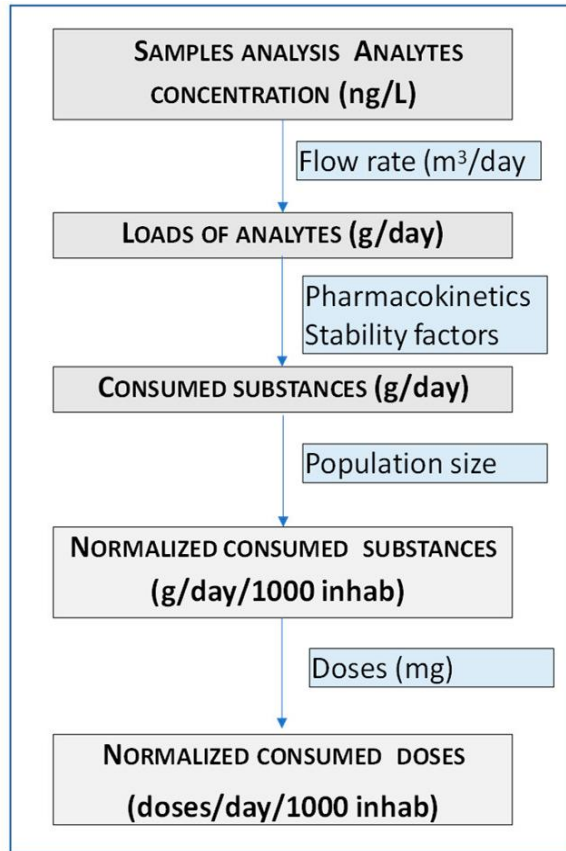 SAMPLES ANALYSIS ANALYTES
CONCENTRATION (ng/L)
Flow rate (m³/day
LOADS OF ANALYTES (g/day)
Pharmacokinetics
Stability factors
CONSUMED SUBSTANCES (g/day)
Population size
NORMALIZED CONSUMED SUBSTANCES
(g/day/1000 inhab)
Doses (mg)
NORMALIZED CONSUMED DOSES
(doses/day/1000 inhab)